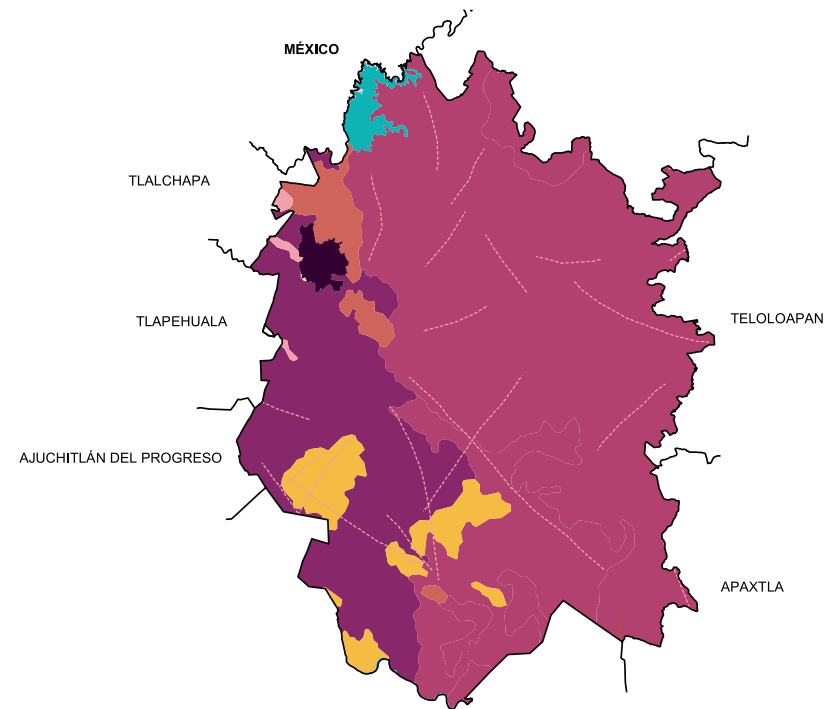 MÉXICO
TLALCHAPA
TLAPEHUALA
TELOLOAPAN
AJUCHITLÁN DEL PROGRESO
APAXTLA